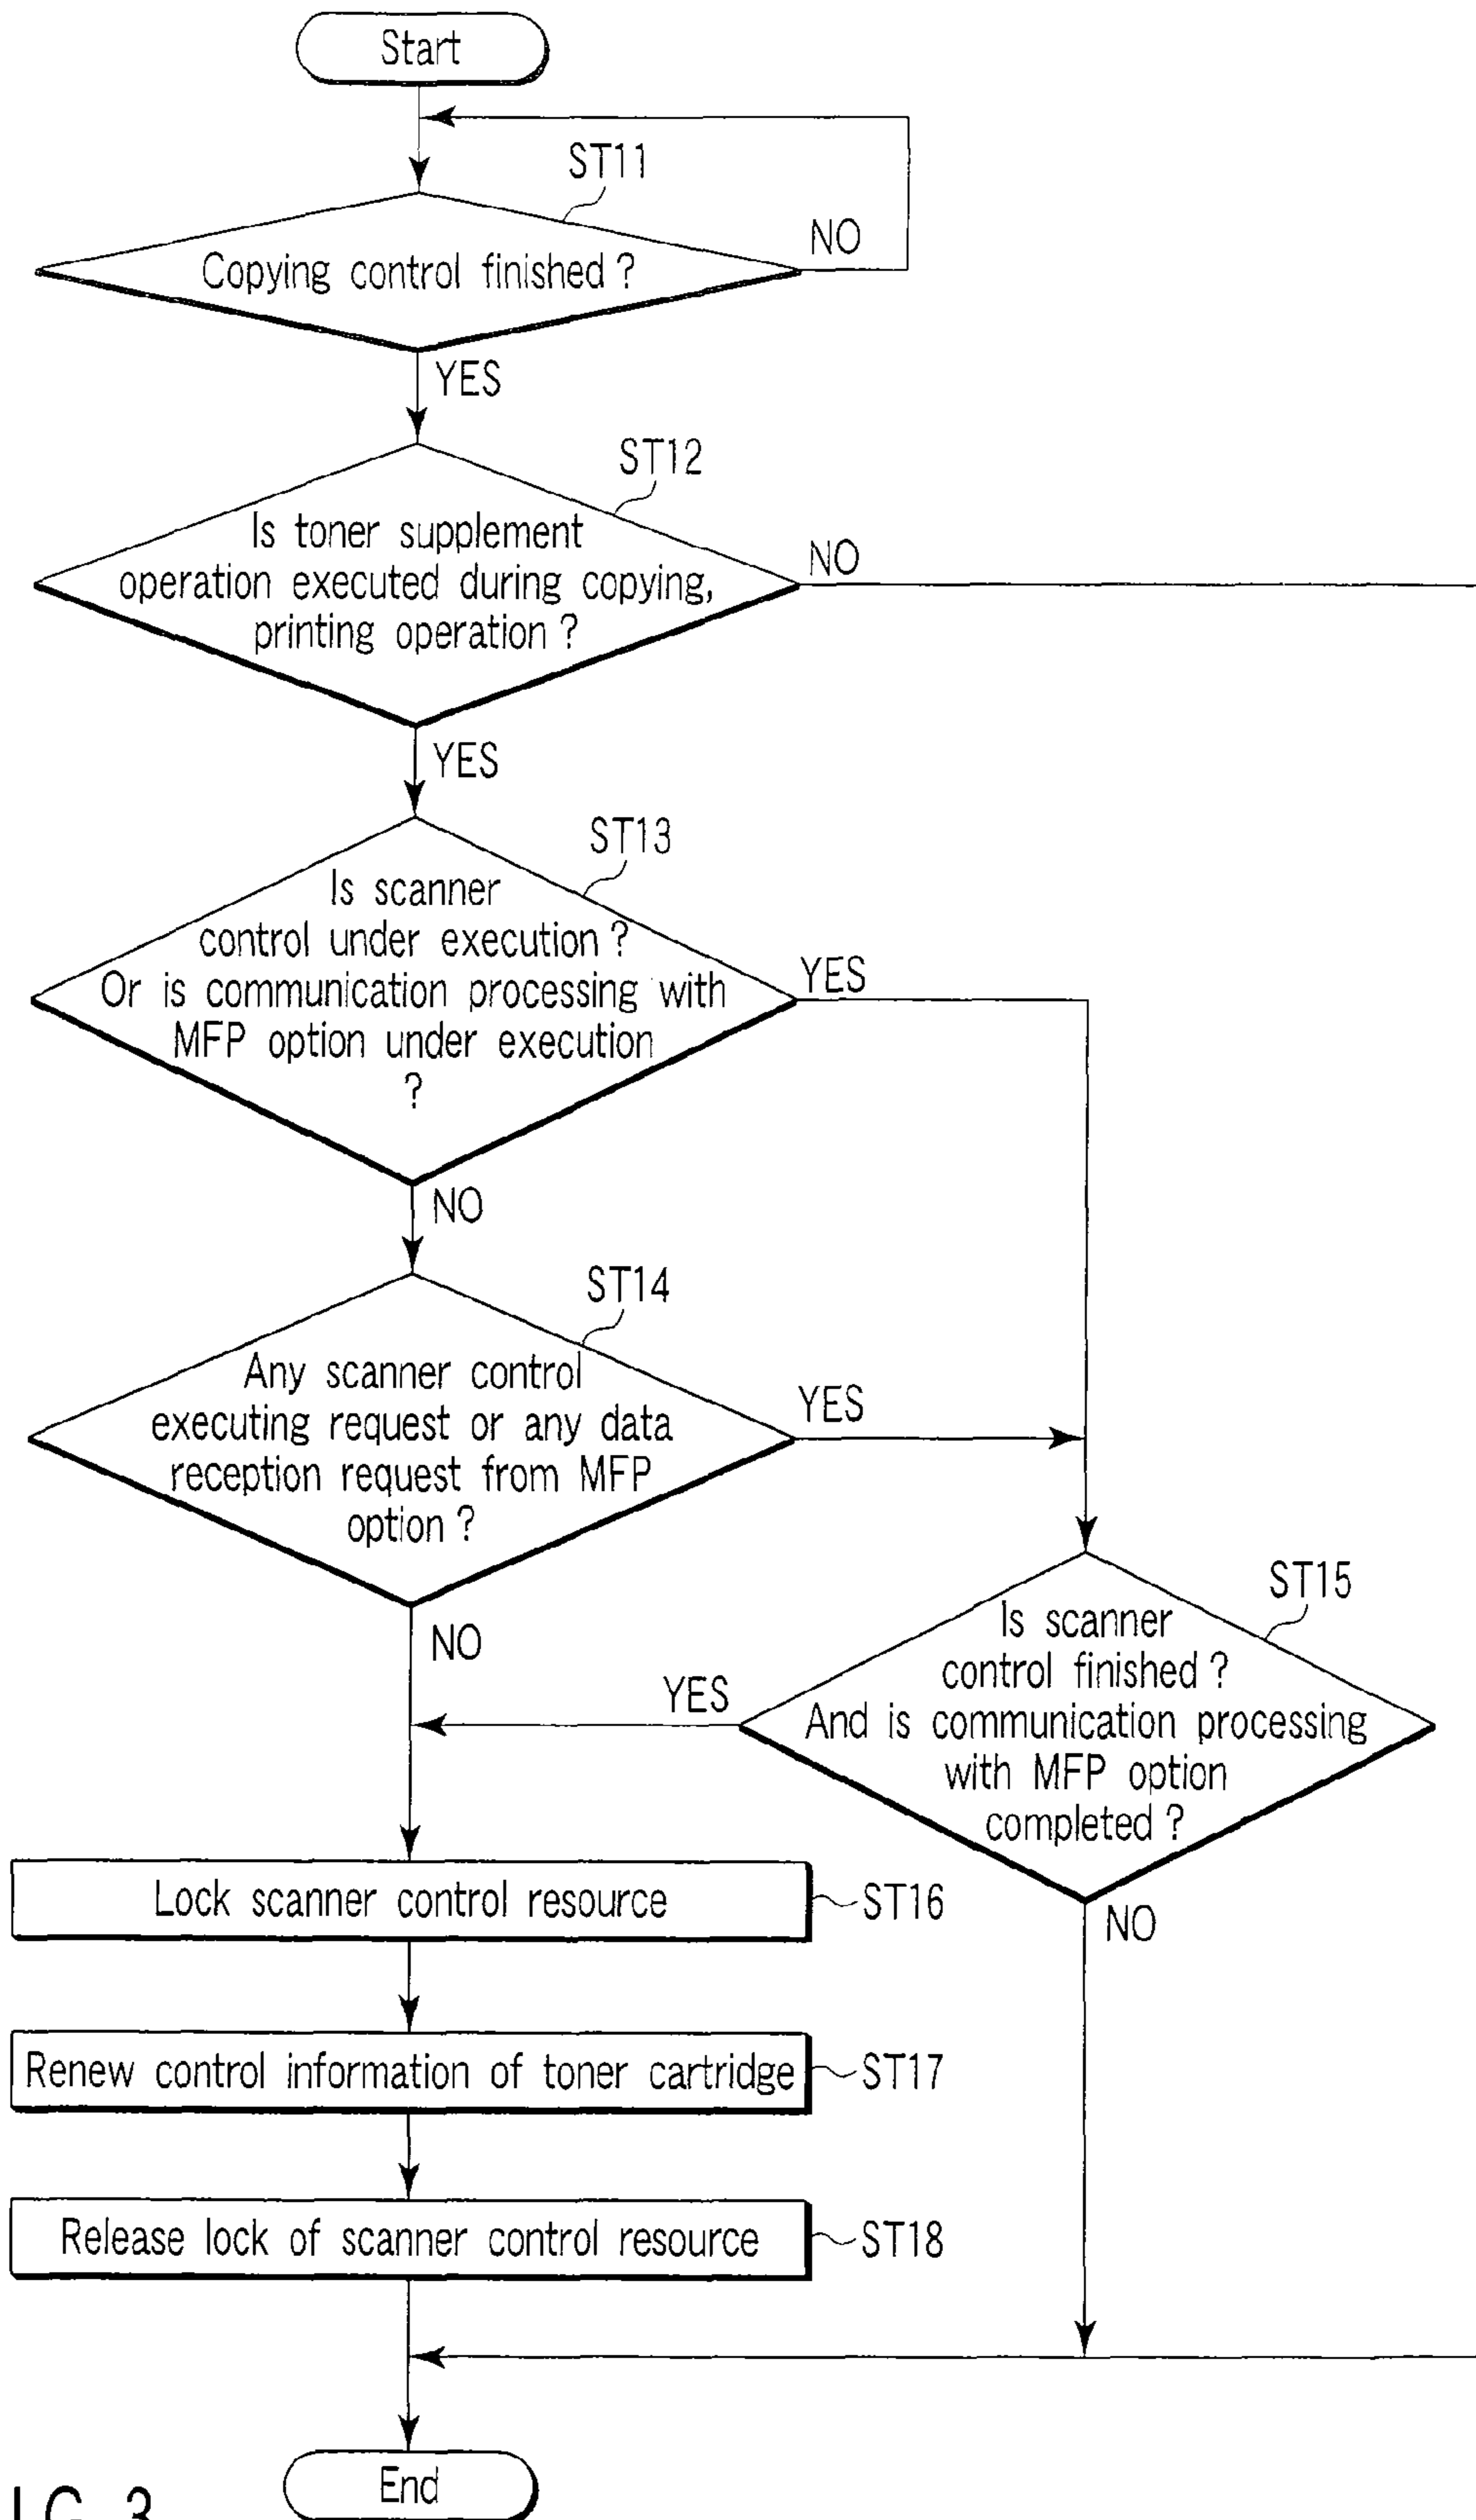 Start
ST11
NO
Copying control finished ?
YES
ST12
Is toner supplement
NO
operation executed during copying,
printing operation ?
YES
ST13
Is scanner
control under execution ?
YES
Or is communication processing with
MFP option under execution
?
NO
ST14
Any scanner control
YES
executing request or any data
reception request from MFP
option ?
ST15
Is scanner
NO
control finished ?
YES
And is communication processing
with MFP option
completed ?
Lock scanner control resource
ST16
NO
Renew control information of toner cartridge
ST17
Release lock of scanner control resource
ST18
End
IG. 3